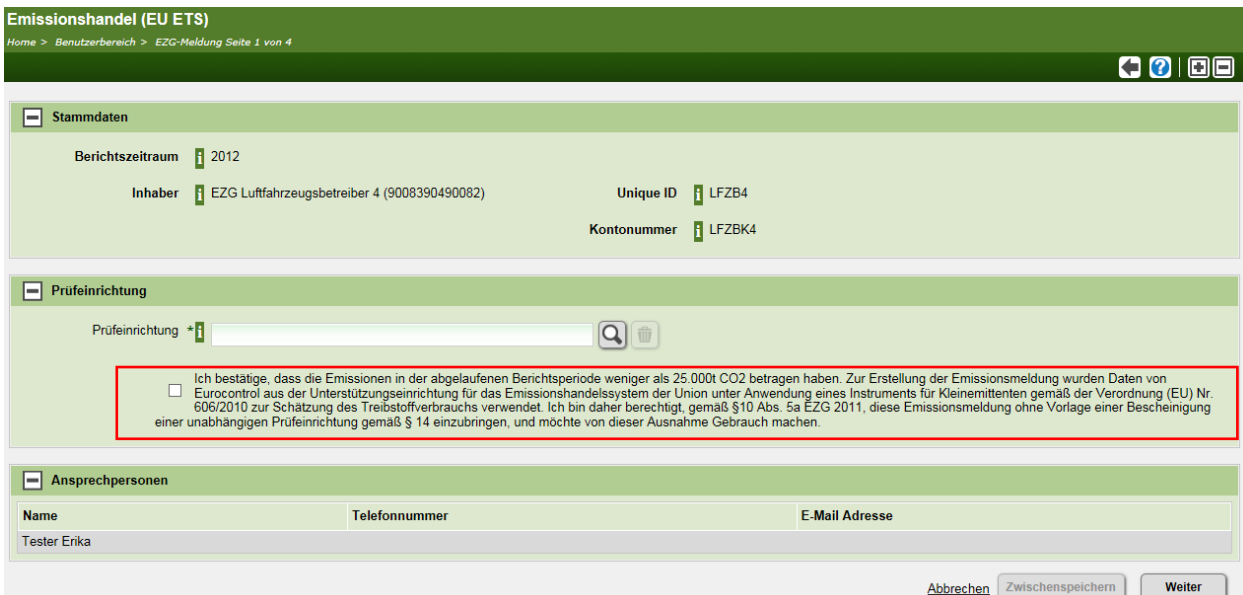 Emissionshandel (EU ETS)
Home > Benutzerbereich > EZG-Meldung Seite 1 von 4
Stammdaten
Berichtszeitraum i 2012
Inhaber i EZG Luftfahrzeugsbetreiber 4 (9008390490082) Unique ID i LFZB4
Kontonummer i LFZBK4
Prüfeinrichtung
Prüfeinrichtung * i
Ich bestätige, dass die Emissionen in der abgelaufenen Berichtsperiode weniger als 25.000t CO2 betragen haben. Zur Erstellung der Emissionsmeldung wurden Daten von
Eurocontrol aus der Unterstützungseinrichtung für das Emissionshandelssystem der Union unter Anwendung eines Instruments für Kleinemittenten gemäß der Verordnung (EU) Nr.
606/2010 zur Schätzung des Treibstoffverbrauchs verwendet. Ich bin daher berechtigt, gemäß §10 Abs. 5a EZG 2011, diese Emissionsmeldung ohne Vorlage einer Bescheinigung
einer unabhängigen Prüfeinrichtung gemäß § 14 einzubringen, und möchte von dieser Ausnahme Gebrauch machen.
Ansprechpersonen
Name Telefonnummer E-Mail Adresse
Tester Erika
Abbrechen Zwischenspeichern Weiter